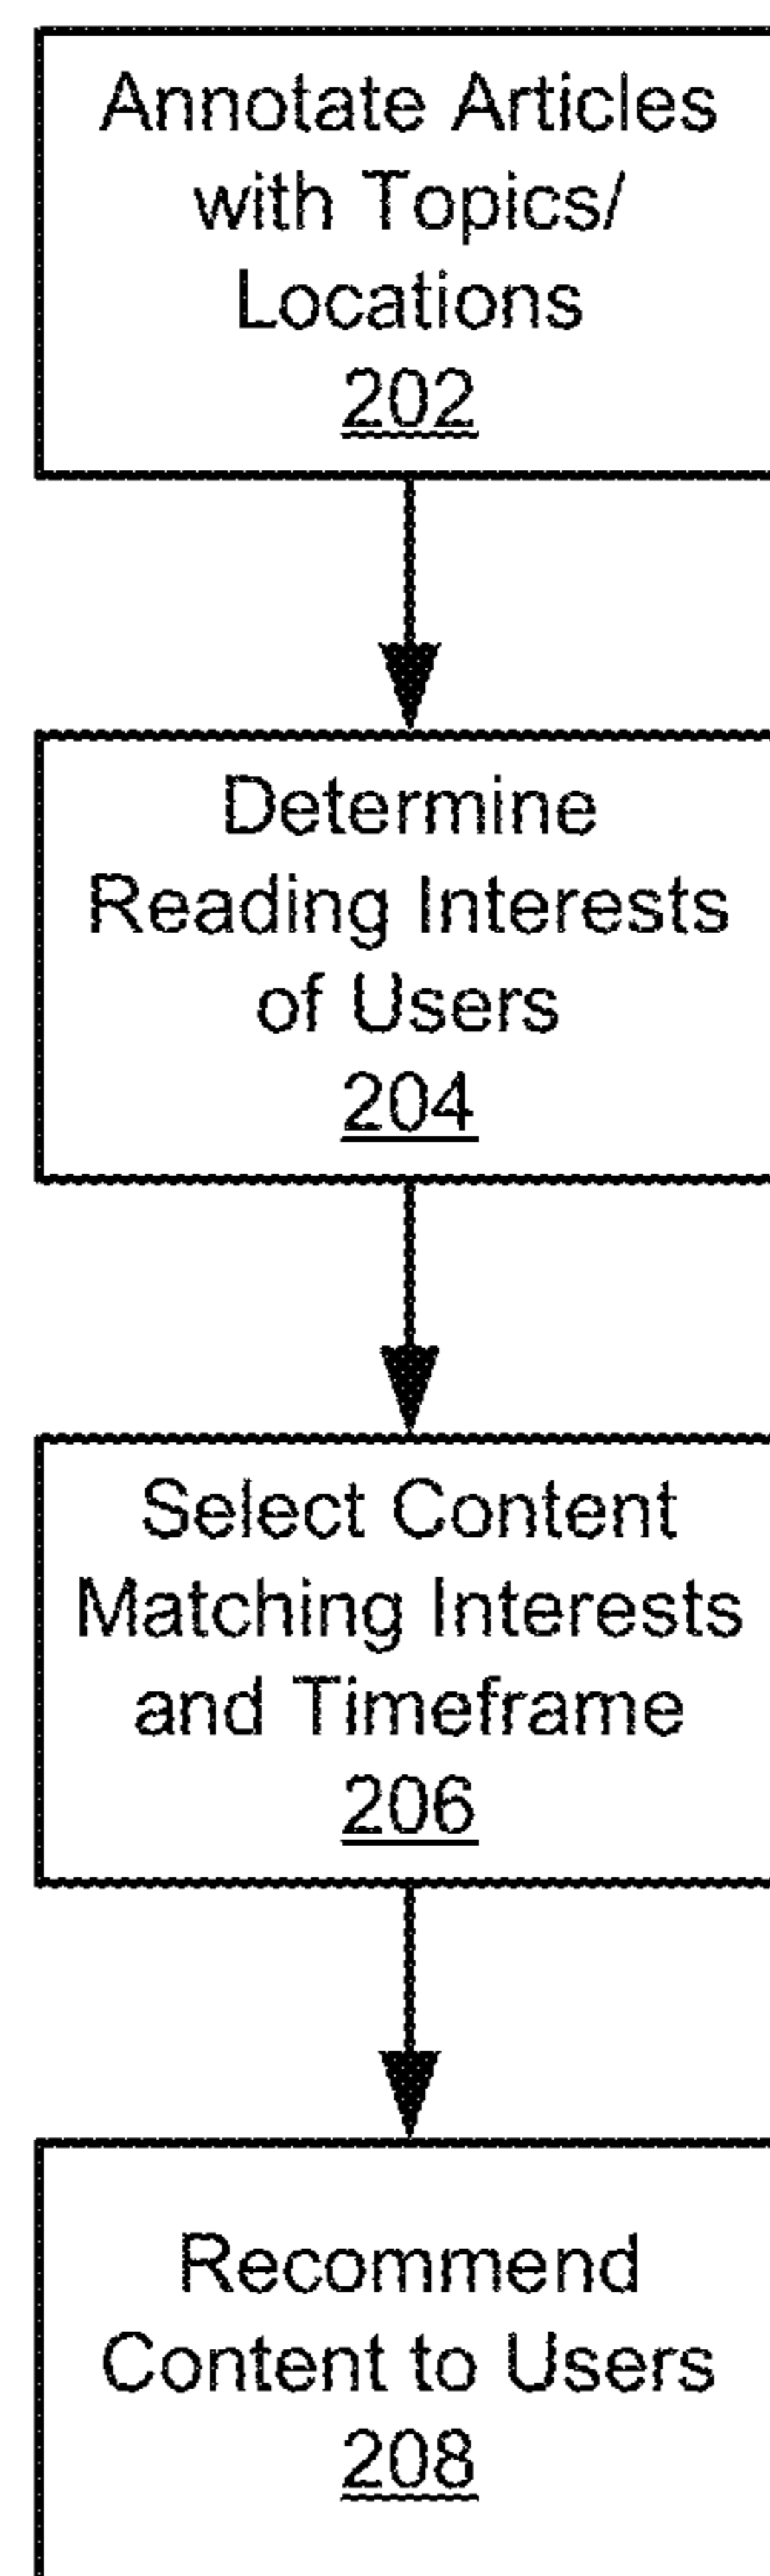 Annotate Articles
with Topics/
Locations
202
Determine
Reading Interests
of Users
204
Select Content
Matching Interests
and Timeframe
206
Recommend
Content to Users
208